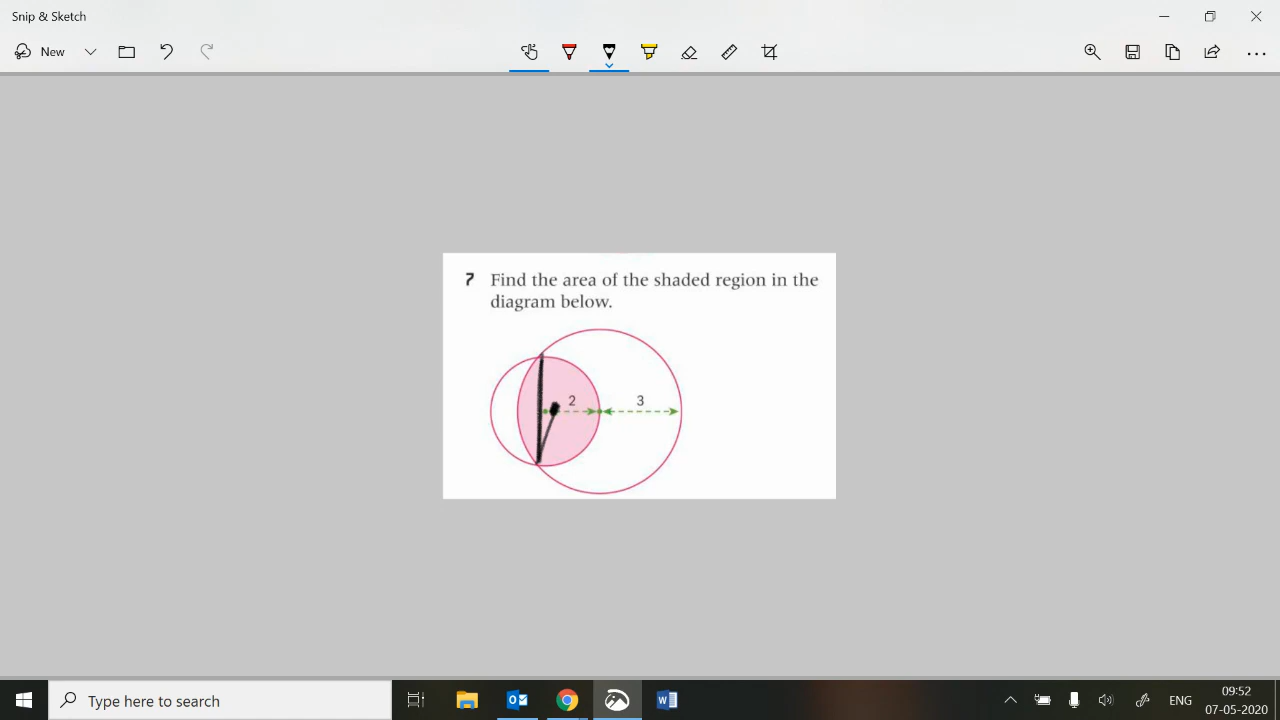 Snip & Sketch
New
7 Find the area of the shaded region in the
diagram below.
2
3
Type here to search
ENG
09:52
07-05-2020